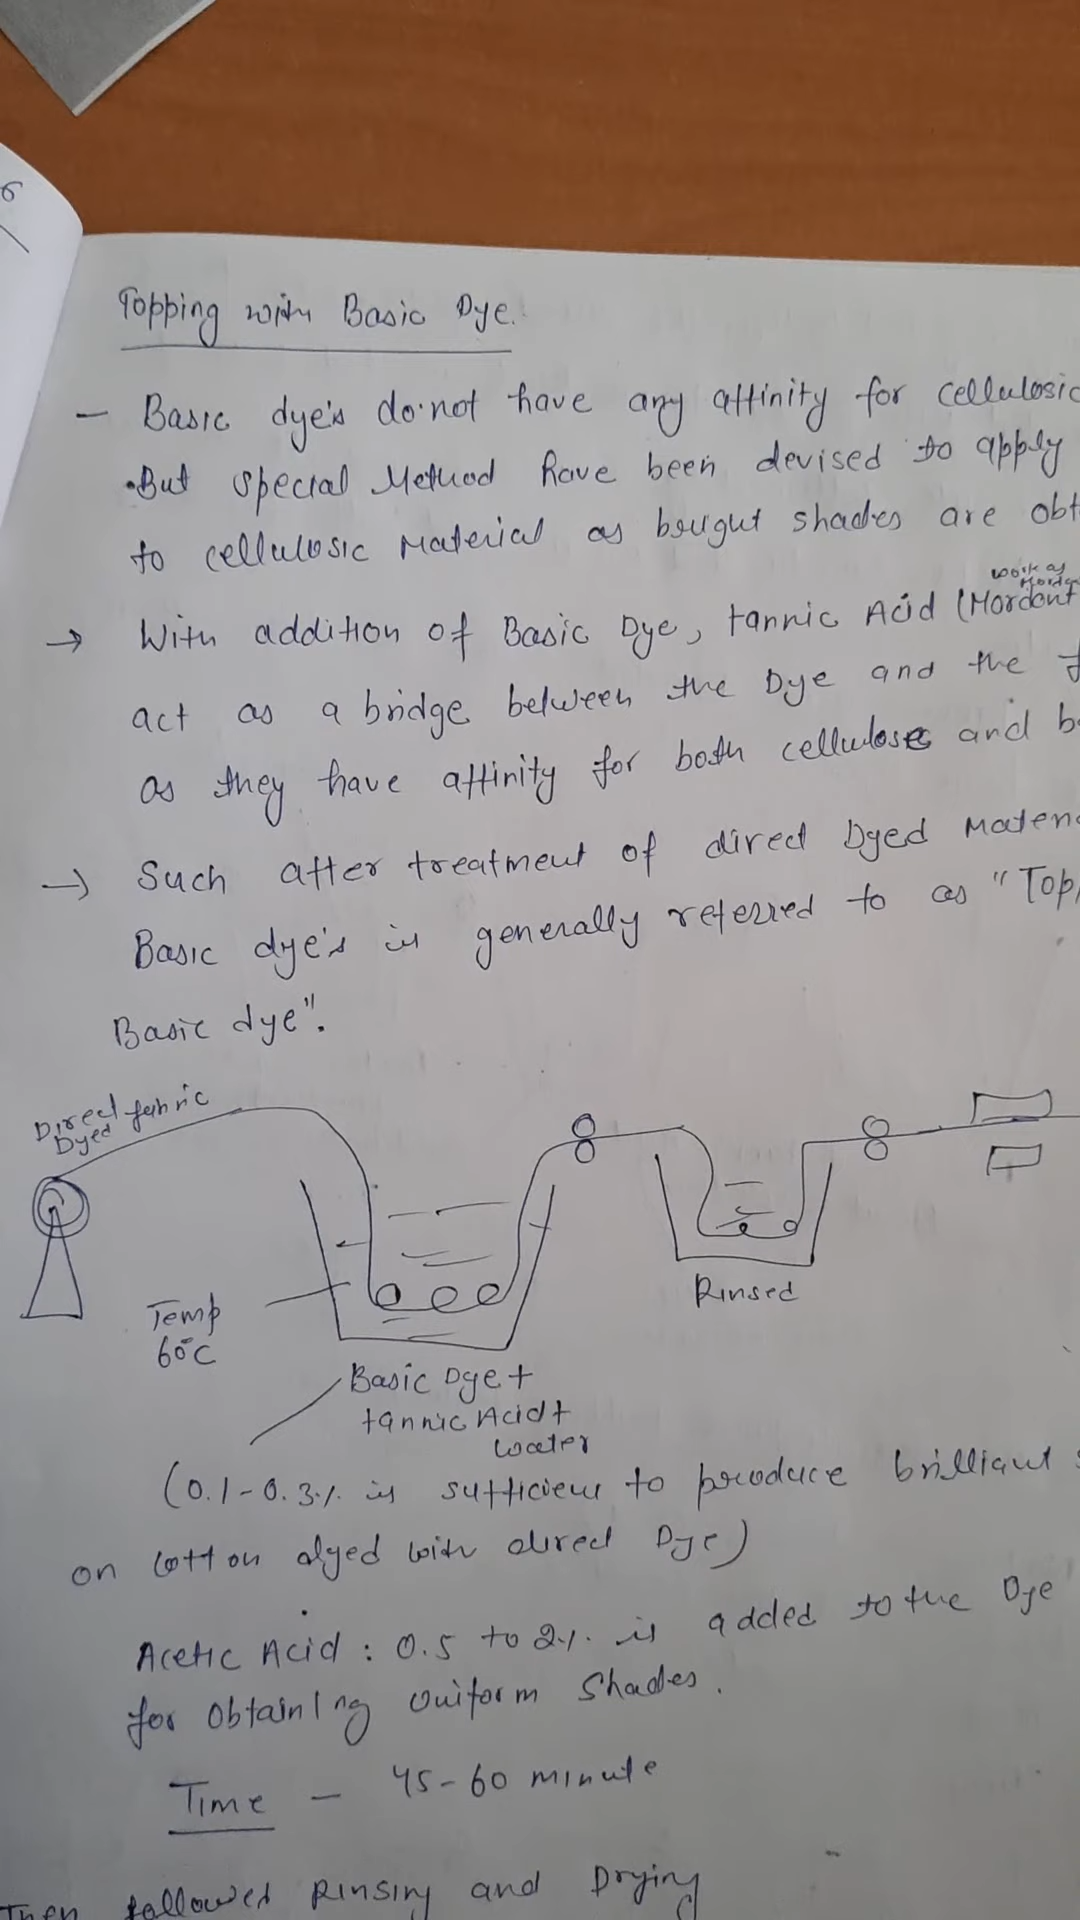 Topping with Basic Dye.
- Basic dye's do not have any affinity for cellulosic
But special Method have been devised to apply
to cellulosic Material as bright shades are obt
work as
→ With addition of Basic Dye, tannic Acid (Mordant
act as a bridge between the Dye and the f
as they have affinity for both cellulose and b
→ Such after treatment of direct Dyed Mater
Basic dye's is generally referred to as "Top
Basic dye".
Direct Dyed fabric
Temp
60°C
Rinsed
Basic Dye +
tannic Acid +
Water
(0.1-0.3% is sufficient to produce brilliant s
on cotton dyed with direct Dye)
Acetic Acid : 0.5 to 2% is added to the Dye
for obtaining uniform Shades.
Time - 45-60 minute
Then followed Rinsing and Drying